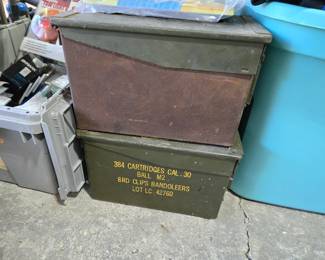 384 CARTRIDGES CAL .30
BALL M2
8RD CLIPS BANDOLEERS
LOT LC 42760